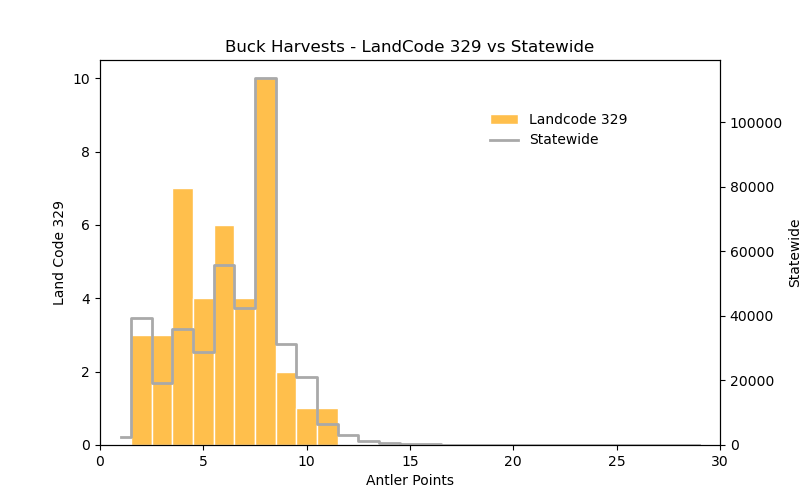 Buck Harvests - LandCode 329 vs Statewide
10
8
6
4
2
0
Land Code 329
Landcode 329
Statewide
100000
80000
60000
40000
20000
0
Statewide
0 5 10 15 20 25 30
Antler Points